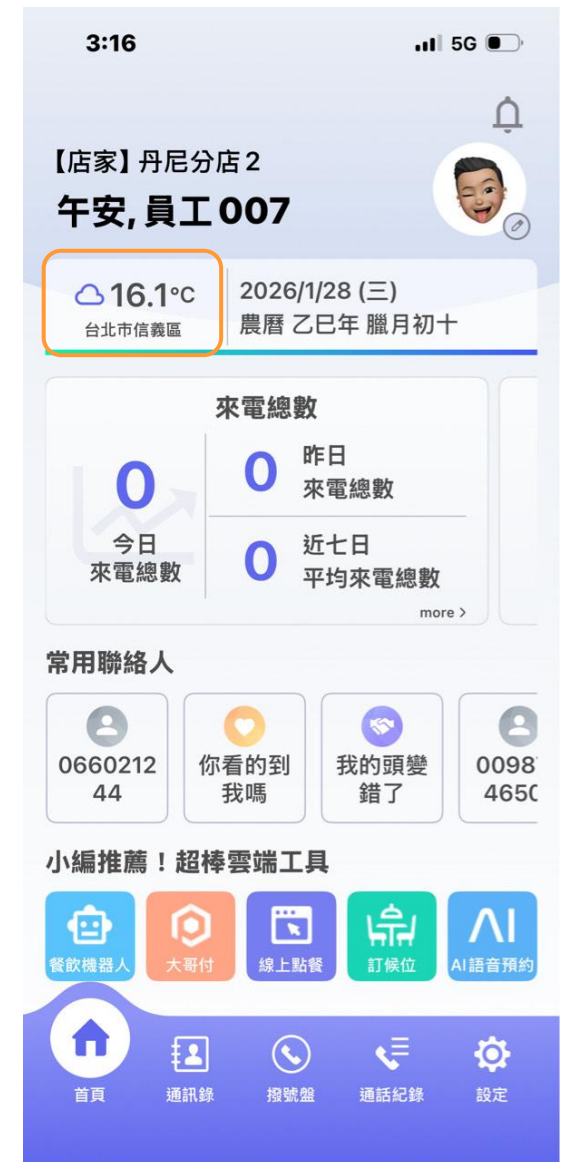 3:16
5G
【店家】丹尼分店2
午安, 員工007
16.1°C
台北市信義區
2026/1/28 (三)
農曆 乙巳年 臘月初十
來電總數
0
今日
來電總數
0
昨日
來電總數
0
近七日
平均來電總數
more >
常用聯絡人
0660212
44
你看的到
我嗎
我的頭變
錯了
0098
465
小編推薦！超棒雲端工具
餐飲機器人
大哥付
線上點餐
訂候位
AI
AI語音預約
首頁
通訊錄
撥號盤
通話紀錄
設定